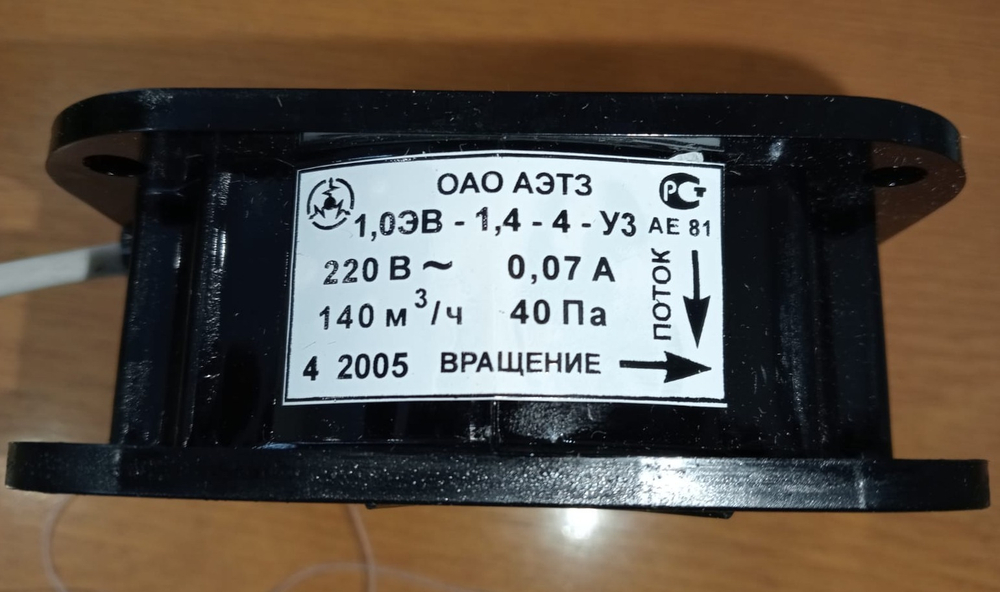 ОАО АЭТЗ
РСТ
1,0ЭВ - 1,4 - 4 - У3 АЕ 81
220 В ~ 0,07 А
140 м³/ч 40 Па
ПОТОК
4 2005 ВРАЩЕНИЕ